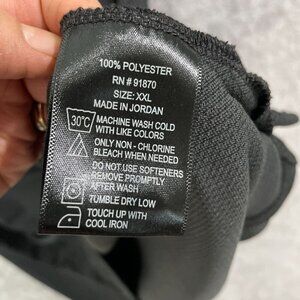 100% POLYESTER
RN # 91870
SIZE: XXL
MADE IN JORDAN
30°C MACHINE WASH COLD
WITH LIKE COLORS
ONLY NON - CHLORINE
BLEACH WHEN NEEDED
DO NOT USE SOFTENERS
REMOVE PROMPTLY
AFTER WASH
TUMBLE DRY LOW
TOUCH UP WITH
COOL IRON